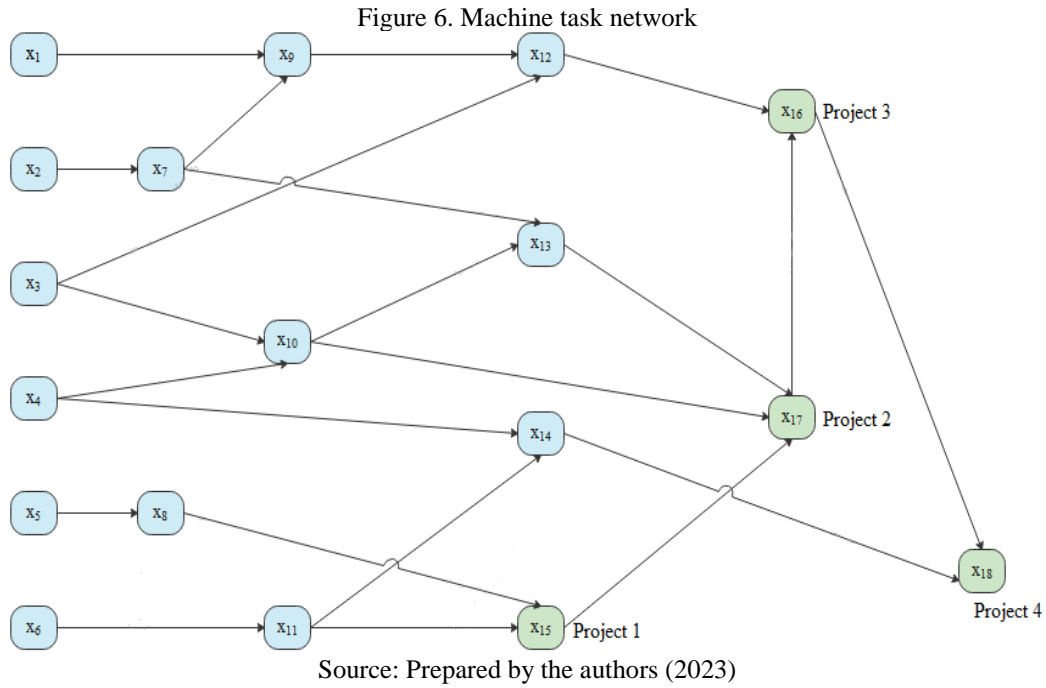 Figure 6. Machine task network
x₁
x₉
x₁₂
x₁₆ Project 3
x₂
x₇
x₁₃
x₃
x₁₀
x₄
x₁₇ Project 2
x₁₄
x₅
x₈
x₁₈
Project 4
x₆
x₁₁
x₁₅ Project 1
Source: Prepared by the authors (2023)